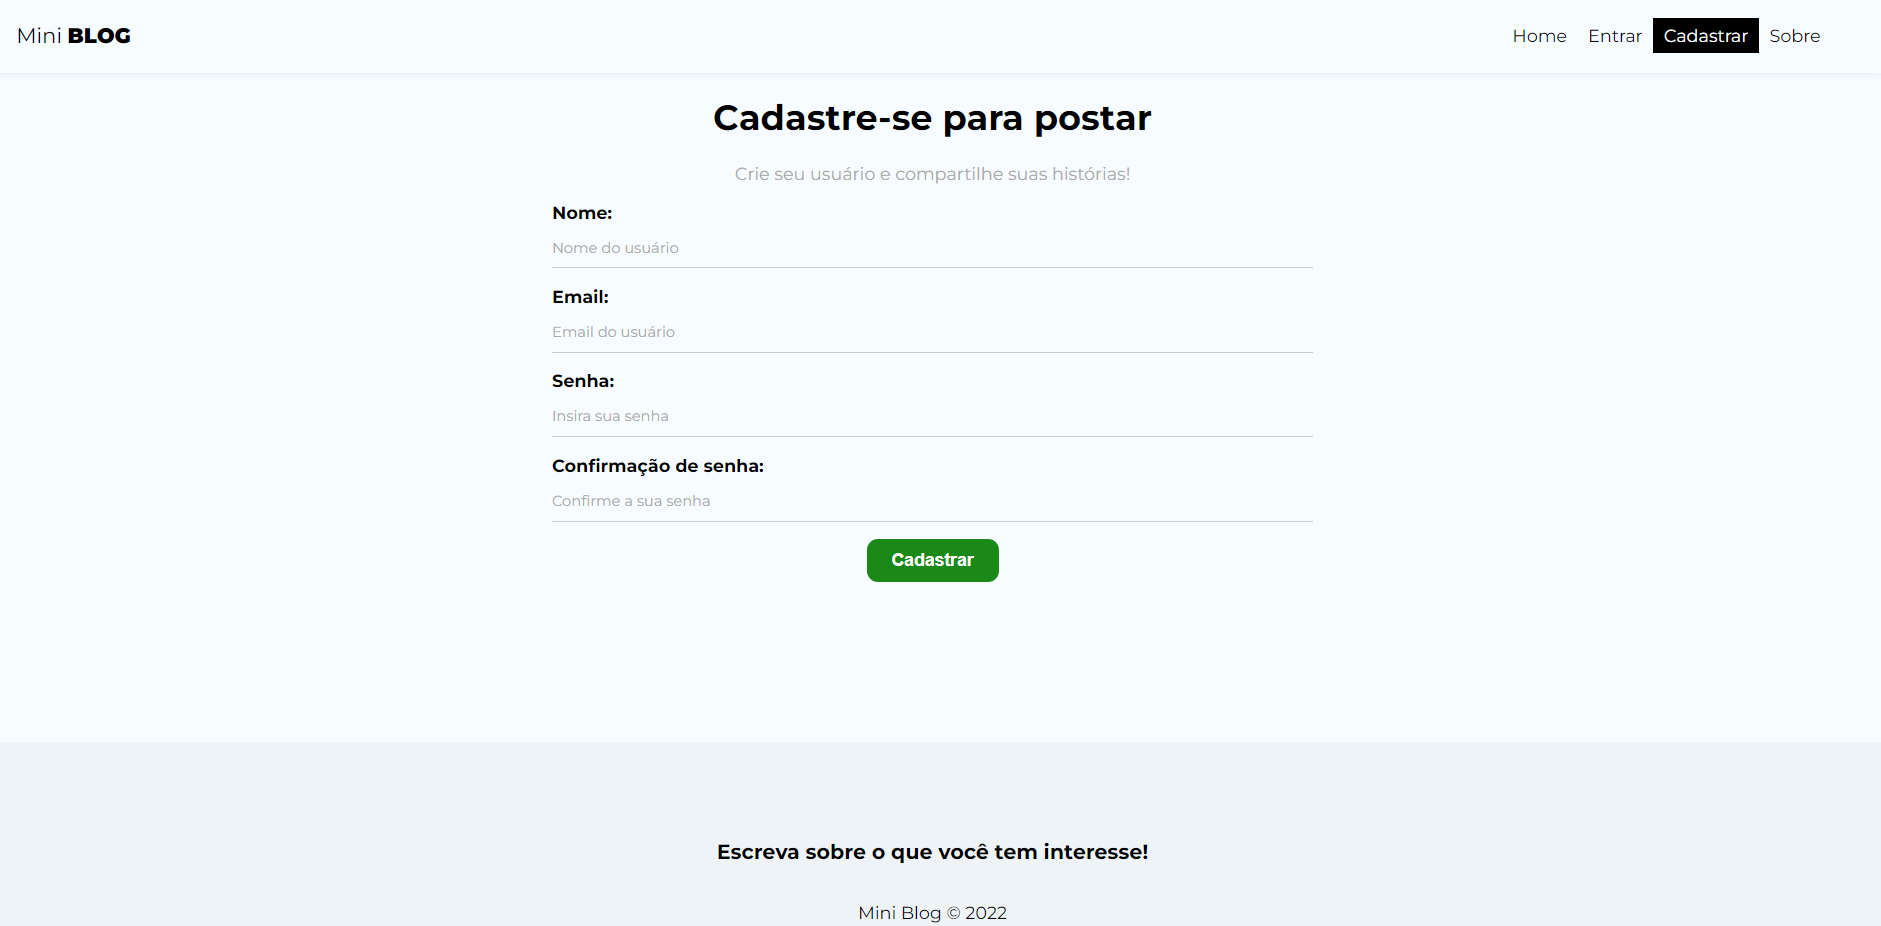 Mini BLOG
Home Entrar Cadastrar Sobre
Cadastre-se para postar
Crie seu usuário e compartilhe suas histórias!
Nome:
Nome do usuário
Email:
Email do usuário
Senha:
Insira sua senha
Confirmação de senha:
Confirme a sua senha
Cadastrar
Escreva sobre o que você tem interesse!
Mini Blog © 2022